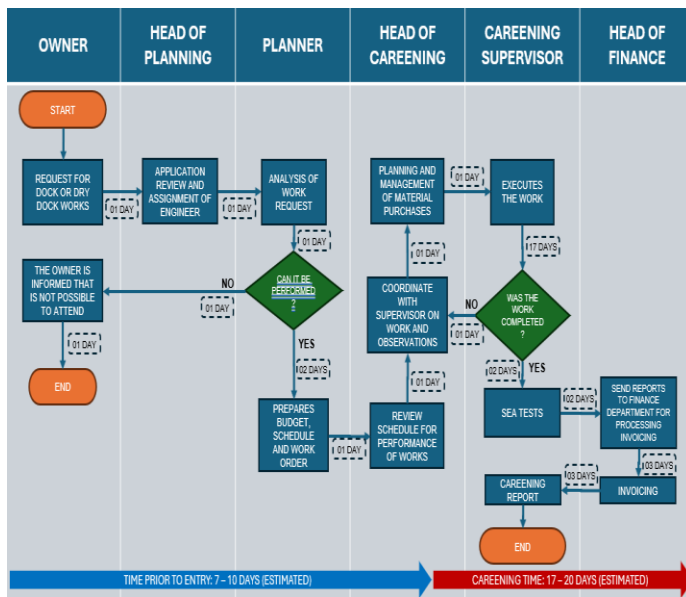 OWNER
HEAD OF
PLANNING
PLANNER
HEAD OF
CAREENING
CAREENING
SUPERVISOR
HEAD OF
FINANCE
START
REQUEST FOR
DOCK OR DRY
DOCK WORKS
01 DAY
APPLICATION
REVIEW AND
ASSIGNMENT OF
ENGINEER
01 DAY
ANALYSIS OF
WORK
REQUEST
01 DAY
PLANNING AND
MANAGEMENT
OF MATERIAL
PURCHASES
01 DAY
EXECUTES
THE WORK
17 DAYS
THE OWNER IS
INFORMED THAT
IS NOT POSSIBLE
TO ATTEND
NO
01 DAY
CAN IT BE
PERFORMED
?
01 DAY
COORDINATE
WITH
SUPERVISOR ON
WORK AND
OBSERVATIONS
NO
01 DAY
WAS THE
WORK
COMPLETED
?
01 DAY
END
YES
02 DAYS
01 DAY
02 DAYS
YES
PREPARES
BUDGET,
SCHEDULE
AND WORK
ORDER
01 DAY
REVIEW
SCHEDULE FOR
PERFORMANCE
OF WORKS
SEA TESTS
02 DAYS
SEND REPORTS
TO FINANCE
DEPARTMENT FOR
PROCESSING
INVOICING
03 DAYS
CAREENING
REPORT
03 DAYS
INVOICING
END
TIME PRIOR TO ENTRY: 7 – 10 DAYS (ESTIMATED)
CAREENING TIME: 17 – 20 DAYS (ESTIMATED)